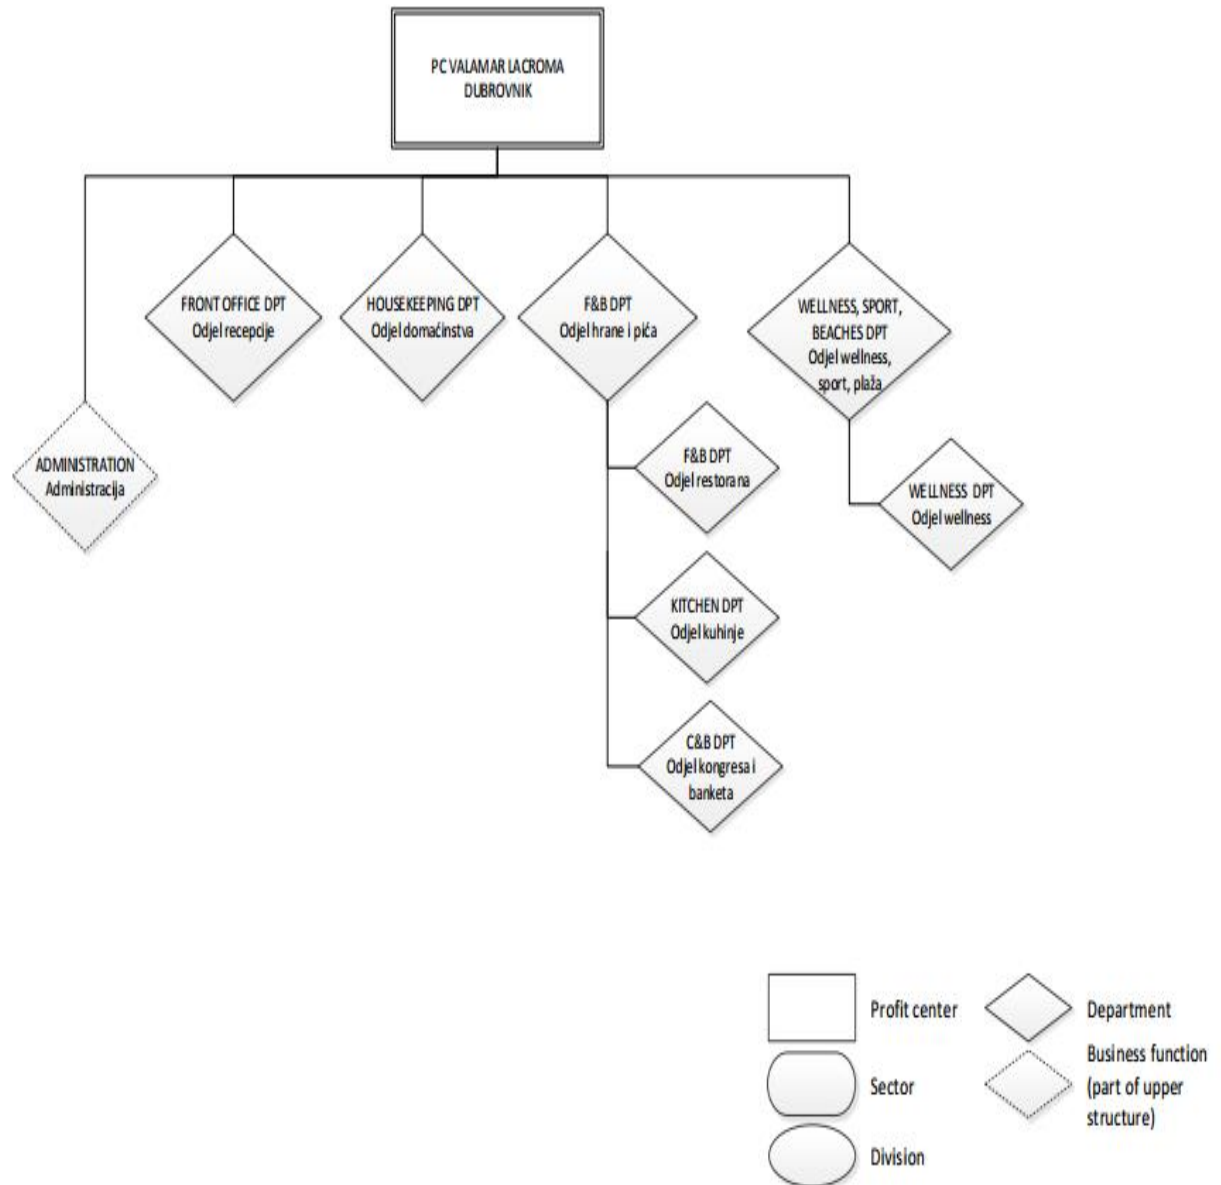 PC VALAMAR LACROMA
DUBROVNIK
FRONT OFFICE DPT
Odjel recepcije
HOUSEKEEPING DPT
Odjel domaćinstva
F&B DPT
Odjel hrane i pića
WELLNESS, SPORT,
BEACHES DPT
Odjel wellness,
sport, plaža
ADMINISTRATION
Administracija
F&B DPT
Odjel restorana
WELLNESS DPT
Odjel wellness
KITCHEN DPT
Odjel kuhinje
C&B DPT
Odjel kongresa i
banketa
Profit center
Department
Sector
Business function
(part of upper
structure)
Division